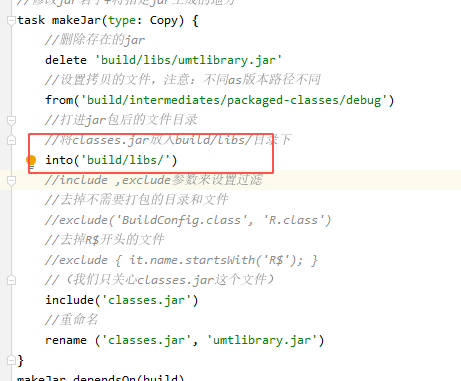 //修改jar名字+将指定jar生成的地方
task makeJar(type: Copy) {
//删除存在的jar
delete 'build/libs/umtlibrary.jar'
//设置拷贝的文件，注意：不同as版本路径不同
from('build/intermediates/packaged-classes/debug')
//打进jar包后的文件目录
//将classes.jar放入build/libs/目录下
into('build/libs/')
//include ,exclude参数来设置过滤
//去掉不需要打包的目录和文件
//exclude('BuildConfig.class', 'R.class')
//去掉R$开头的文件
//exclude { it.name.startsWith('R$'); }
//（我们只关心classes.jar这个文件）
include('classes.jar')
//重命名
rename ('classes.jar', 'umtlibrary.jar')
}
makeJar.dependsOn(build)